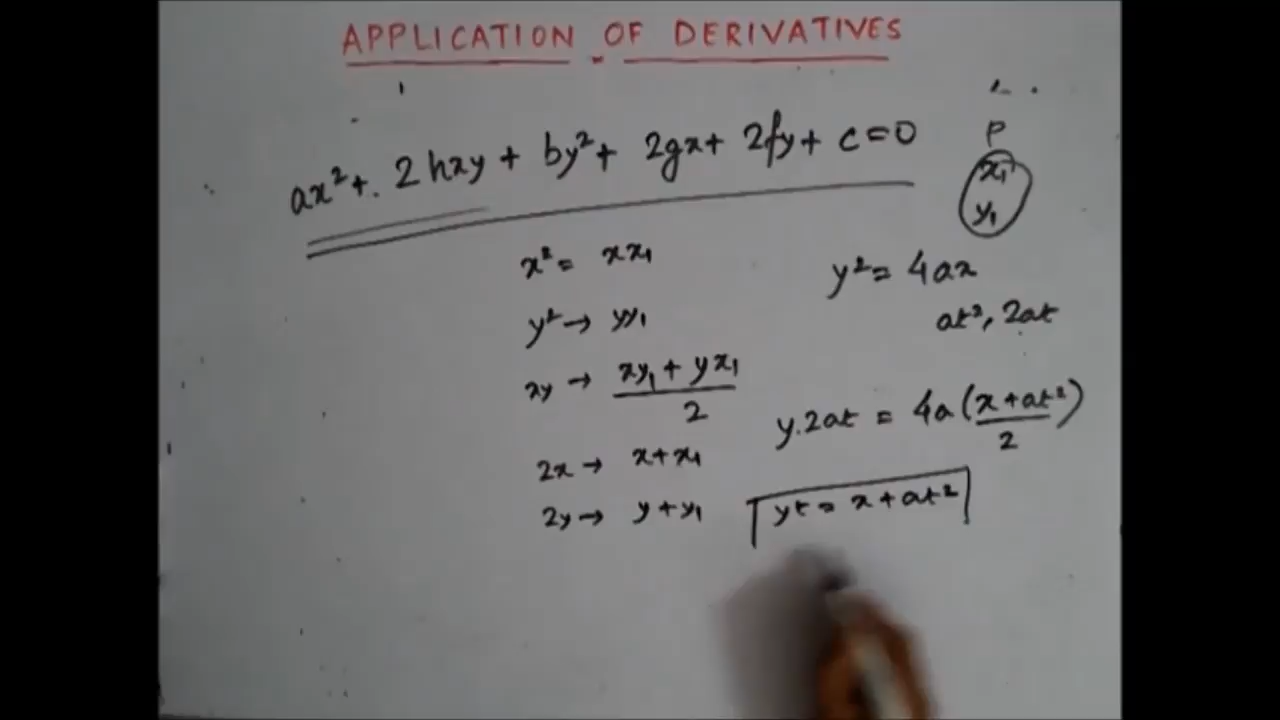 APPLICATION OF DERIVATIVES
ax² + 2hxy + by² + 2gx + 2fy + c = 0
P
x₁
y₁
x² = xx₁
y² → yy₁
xy → (xy₁ + yx₁)/2
2x → x + x₁
2y → y + y₁
y² = 4ax
at², 2at
y.2at = 4a(x + at²)/2
yt = x + at²